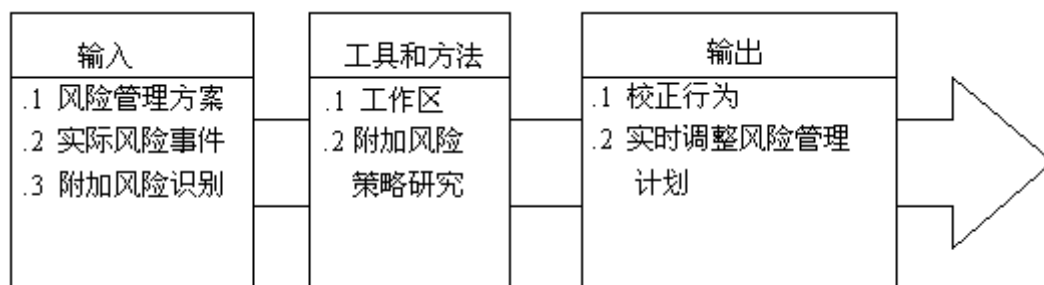 输入
.1 风险管理方案
.2 实际风险事件
.3 附加风险识别
工具和方法
.1 工作区
.2 附加风险
策略研究
输出
.1 校正行为
.2 实时调整风险管理
计划